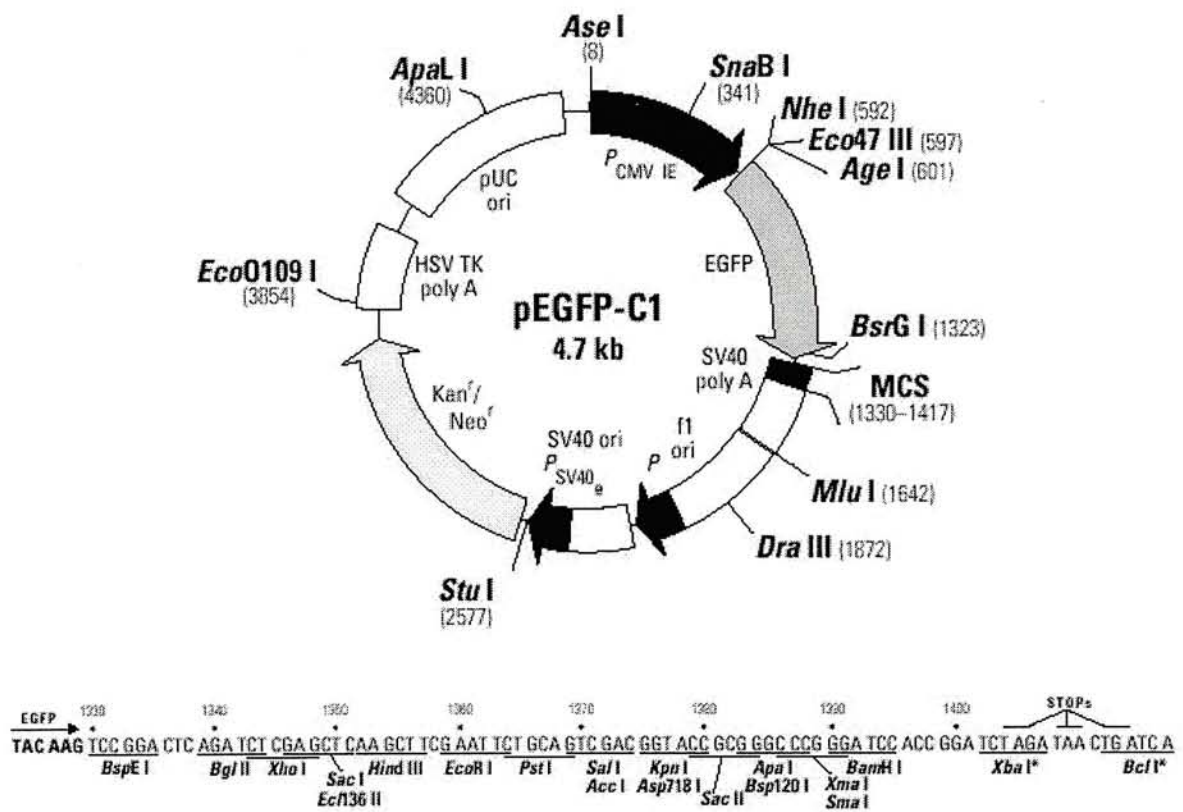 Ase I
(8)
ApaL I
(4360)
SnaB I
(341)
Nhe I (592)
Eco47 III (597)
Age I (601)
P CMV IE
pUC
ori
EcoO109 I
(3854)
HSV TK
poly A
EGFP
pEGFP-C1
4.7 kb
BsrG I (1323)
SV40
poly A
MCS
(1330–1417)
Kanr/
Neor
SV40 ori
P SV40e
f1
ori
P
Mlu I (1642)
Dra III (1872)
Stu I
(2577)
1330 1340 1350 1360 1370 1380 1390 1400
EGFP
STOPs
TAC AAG TCC GGA CTC AGA TCT CGA GCT CAA GCT TCG AAT TCT GCA GTC GAC GGT ACC GCG GGC CCG GGA TCC ACC GGA TCT AGA TAA CTG ATC A
BspE I Bgl II Xho I Sac I Hind III EcoR I Pst I Sal I Kpn I Apa I BamH I Xba I* Bcl I*
Ecl136 II Acc I Asp718 I Sac II Bsp120 I Xma I
Sma I